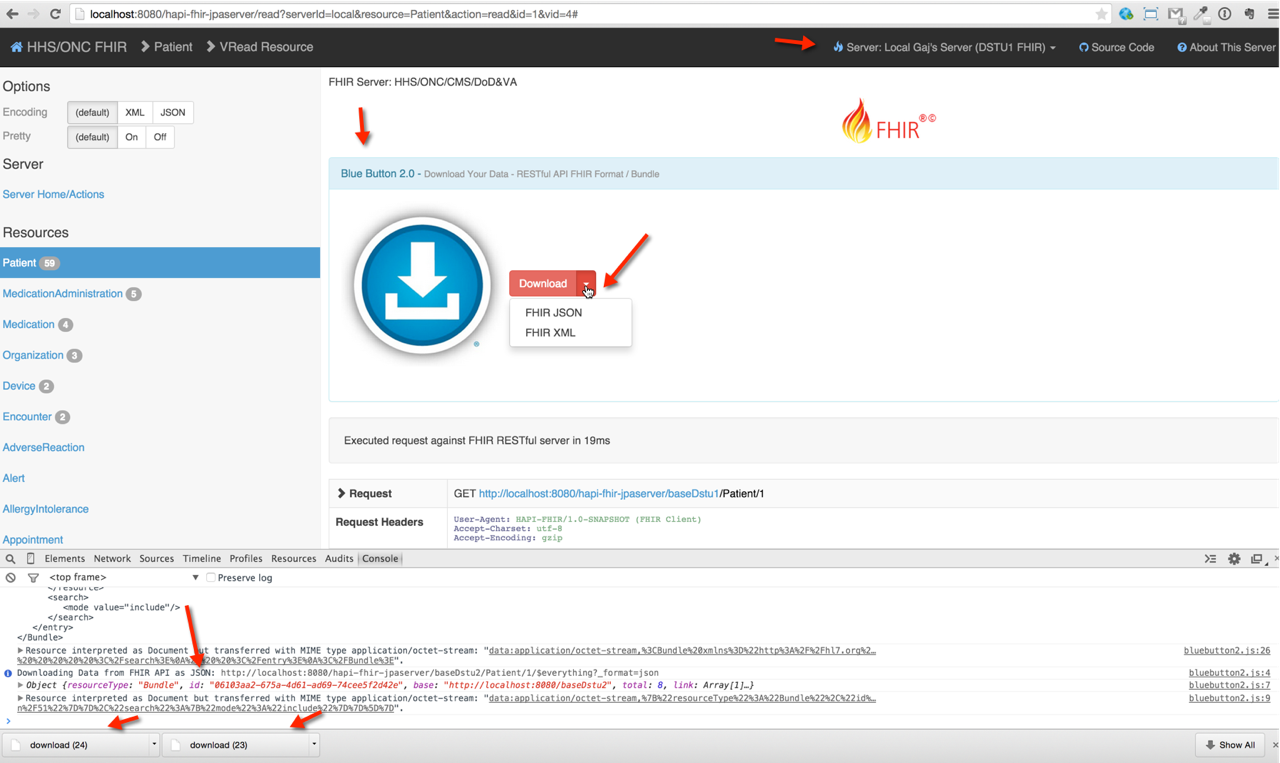 localhost:8080/hapi-fhir-jpaserver/read?serverId=local&resource=Patient&action=read&id=1&vid=4#
HHS/ONC FHIR Patient VRead Resource Server: Local Gaj's Server (DSTU1 FHIR) Source Code About This Server
Options
Encoding (default) XML JSON
Pretty (default) On Off
Server
Server Home/Actions
Resources
Patient 59
MedicationAdministration 5
Medication 4
Organization 3
Device 2
Encounter 2
AdverseReaction
Alert
AllergyIntolerance
Appointment
FHIR Server: HHS/ONC/CMS/DoD&VA
FHIR®©
Blue Button 2.0 - Download Your Data - RESTful API FHIR Format / Bundle
Download
FHIR JSON
FHIR XML
Executed request against FHIR RESTful server in 19ms
Request GET http://localhost:8080/hapi-fhir-jpaserver/baseDstu1/Patient/1
Request Headers
User-Agent: HAPI-FHIR/1.0-SNAPSHOT (FHIR Client)
Accept-Charset: utf-8
Accept-Encoding: gzip
Elements Network Sources Timeline Profiles Resources Audits Console
<top frame> Preserve log
</resource>
<search>
<mode value="include"/>
</search>
</entry>
</Bundle>
Resource interpreted as Document but transferred with MIME type application/octet-stream: "data:application/octet-stream,%3CBundle%20xmlns%3D%22http%3A%2F%2Fhl7.org%2… bluebutton2.js:26
%20%20%20%20%20%3C%2Fsearch%3E%0A%20%20%20%3C%2Fentry%3E%0A%3C%2FBundle%3E".
Downloading Data from FHIR API as JSON: http://localhost:8080/hapi-fhir-jpaserver/baseDstu2/Patient/1/$everything?_format=json bluebutton2.js:4
Object {resourceType: "Bundle", id: "06103aa2-675a-4d61-ad69-74cee5f2d42e", base: "http://localhost:8080/baseDstu2", total: 8, link: Array[1]…} bluebutton2.js:7
Resource interpreted as Document but transferred with MIME type application/octet-stream: "data:application/octet-stream,%7B%22resourceType%22%3A%22Bundle%22%2C%22id%… bluebutton2.js:9
n%2F51%22%7D%7D%2C%22search%22%3A%7B%22mode%22%3A%22include%22%7D%7D%5D%7D".
download (24) download (23) Show All